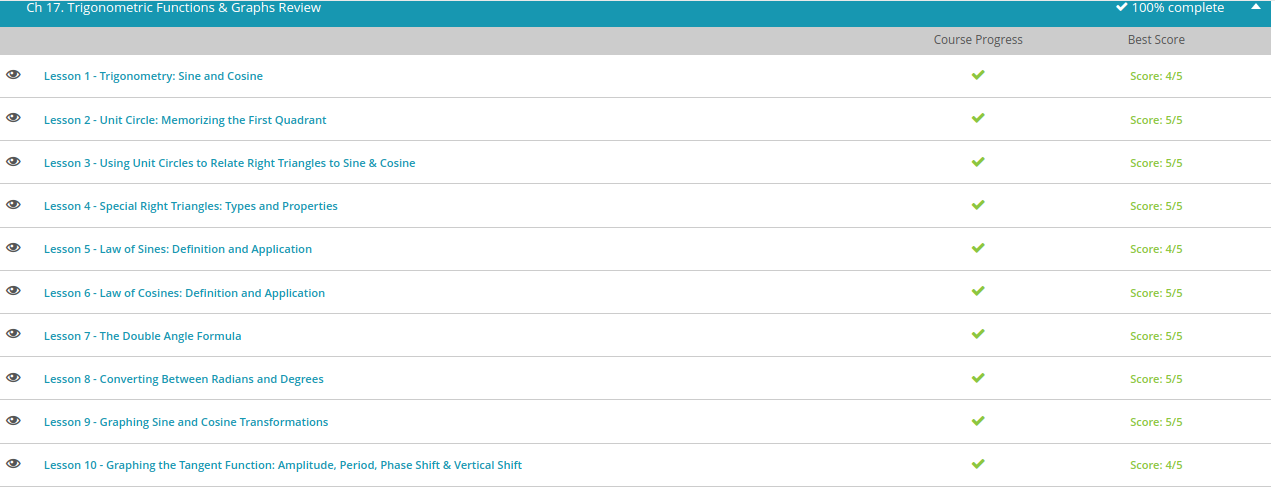 Ch 17. Trigonometric Functions & Graphs Review 100% complete
Course Progress Best Score
Lesson 1 - Trigonometry: Sine and Cosine Score: 4/5
Lesson 2 - Unit Circle: Memorizing the First Quadrant Score: 5/5
Lesson 3 - Using Unit Circles to Relate Right Triangles to Sine & Cosine Score: 5/5
Lesson 4 - Special Right Triangles: Types and Properties Score: 5/5
Lesson 5 - Law of Sines: Definition and Application Score: 4/5
Lesson 6 - Law of Cosines: Definition and Application Score: 5/5
Lesson 7 - The Double Angle Formula Score: 5/5
Lesson 8 - Converting Between Radians and Degrees Score: 5/5
Lesson 9 - Graphing Sine and Cosine Transformations Score: 5/5
Lesson 10 - Graphing the Tangent Function: Amplitude, Period, Phase Shift & Vertical Shift Score: 4/5